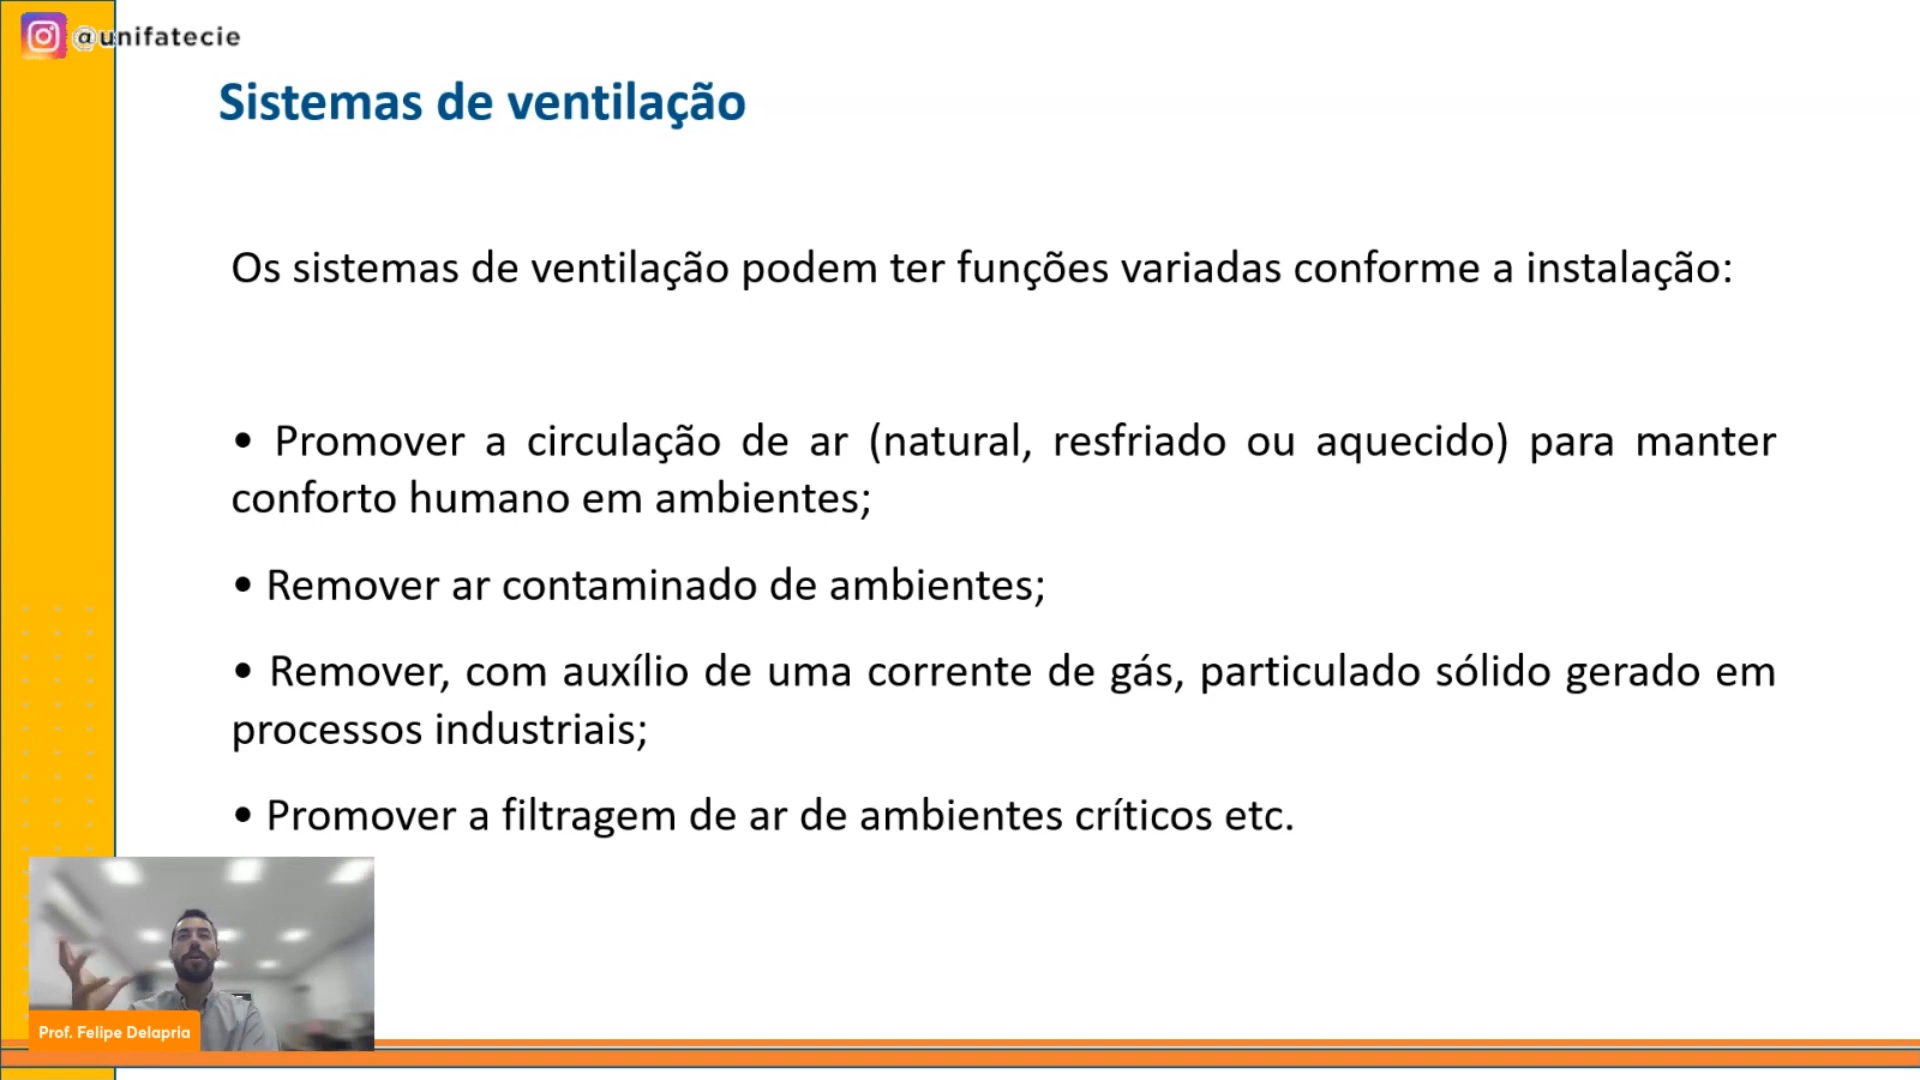 @unifatecie
Sistemas de ventilação
Os sistemas de ventilação podem ter funções variadas conforme a instalação:
• Promover a circulação de ar (natural, resfriado ou aquecido) para manter
conforto humano em ambientes;
• Remover ar contaminado de ambientes;
• Remover, com auxílio de uma corrente de gás, particulado sólido gerado em
processos industriais;
• Promover a filtragem de ar de ambientes críticos etc.
Prof. Felipe Delapria